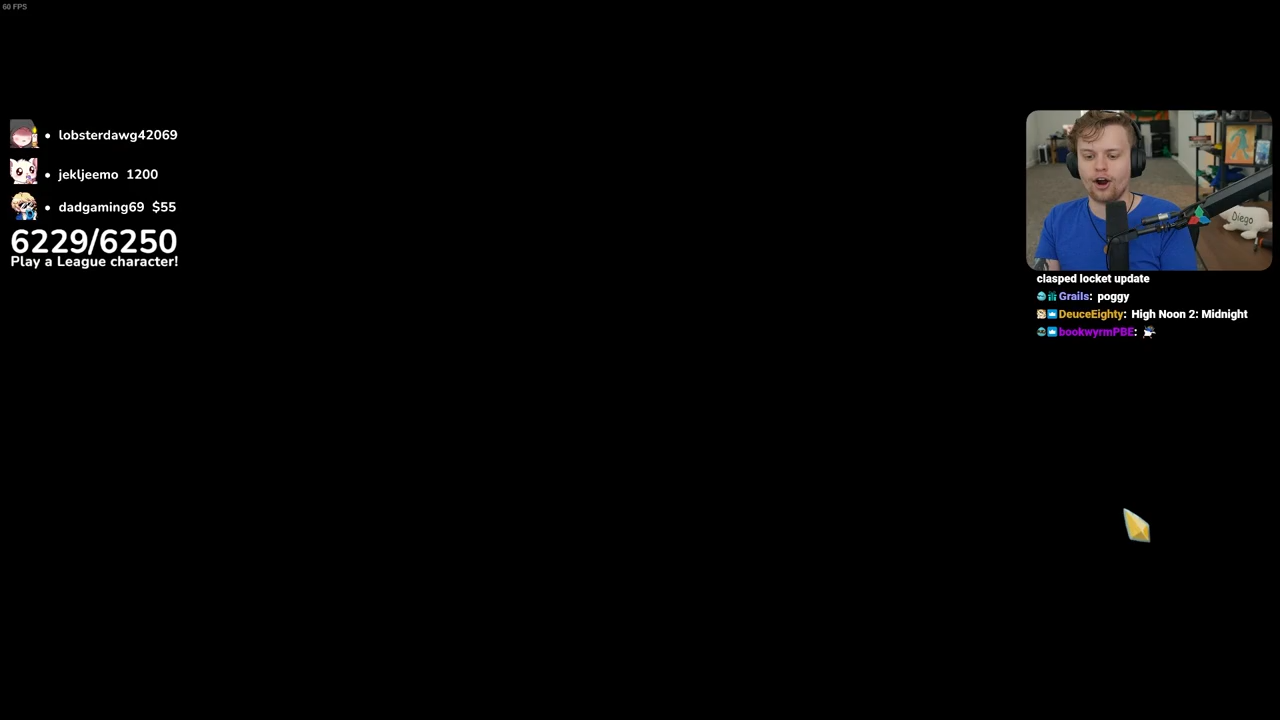 60 FPS
• lobsterdawg42069
• jekljeemo 1200
• dadgaming69 $55
6229/6250
Play a League character!
Diego
clasped locket update
Grails: poggy
DeuceEighty: High Noon 2: Midnight
bookwyrmPBE: